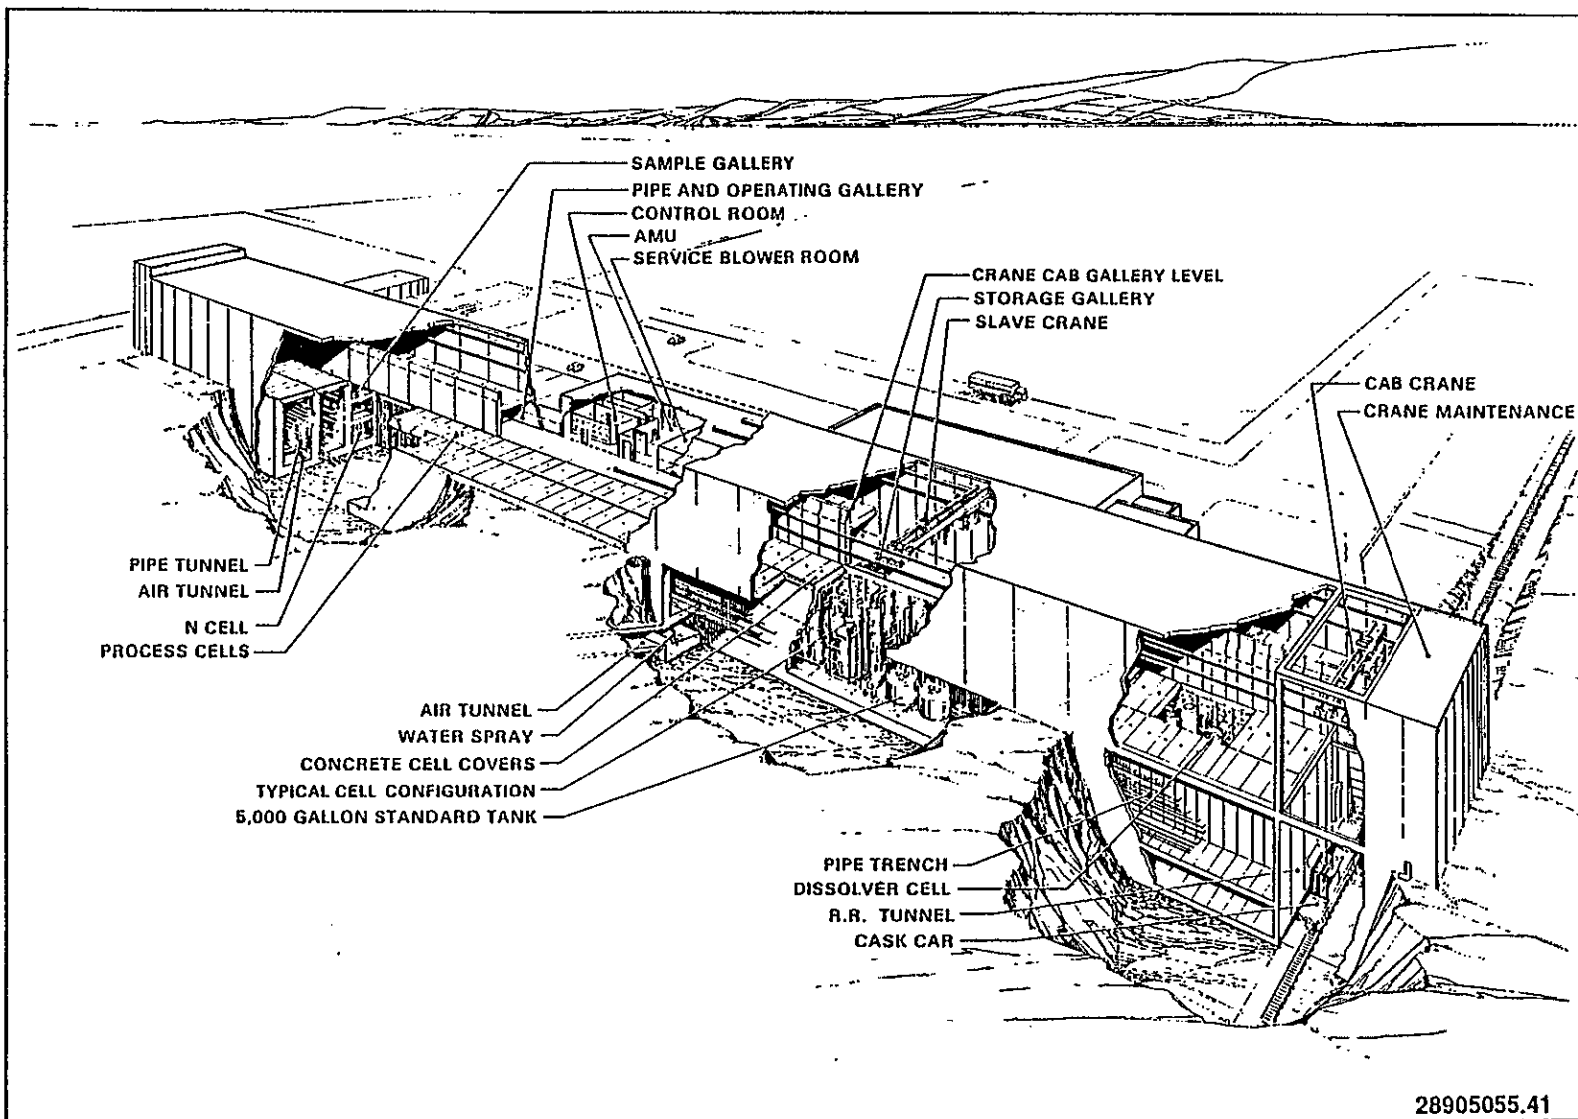 SAMPLE GALLERY
PIPE AND OPERATING GALLERY
CONTROL ROOM
AMU
SERVICE BLOWER ROOM
CRANE CAB GALLERY LEVEL
STORAGE GALLERY
SLAVE CRANE
CAB CRANE
CRANE MAINTENANCE
PIPE TUNNEL
AIR TUNNEL
N CELL
PROCESS CELLS
AIR TUNNEL
WATER SPRAY
CONCRETE CELL COVERS
TYPICAL CELL CONFIGURATION
5,000 GALLON STANDARD TANK
PIPE TRENCH
DISSOLVER CELL
R.R. TUNNEL
CASK CAR
28905055.41